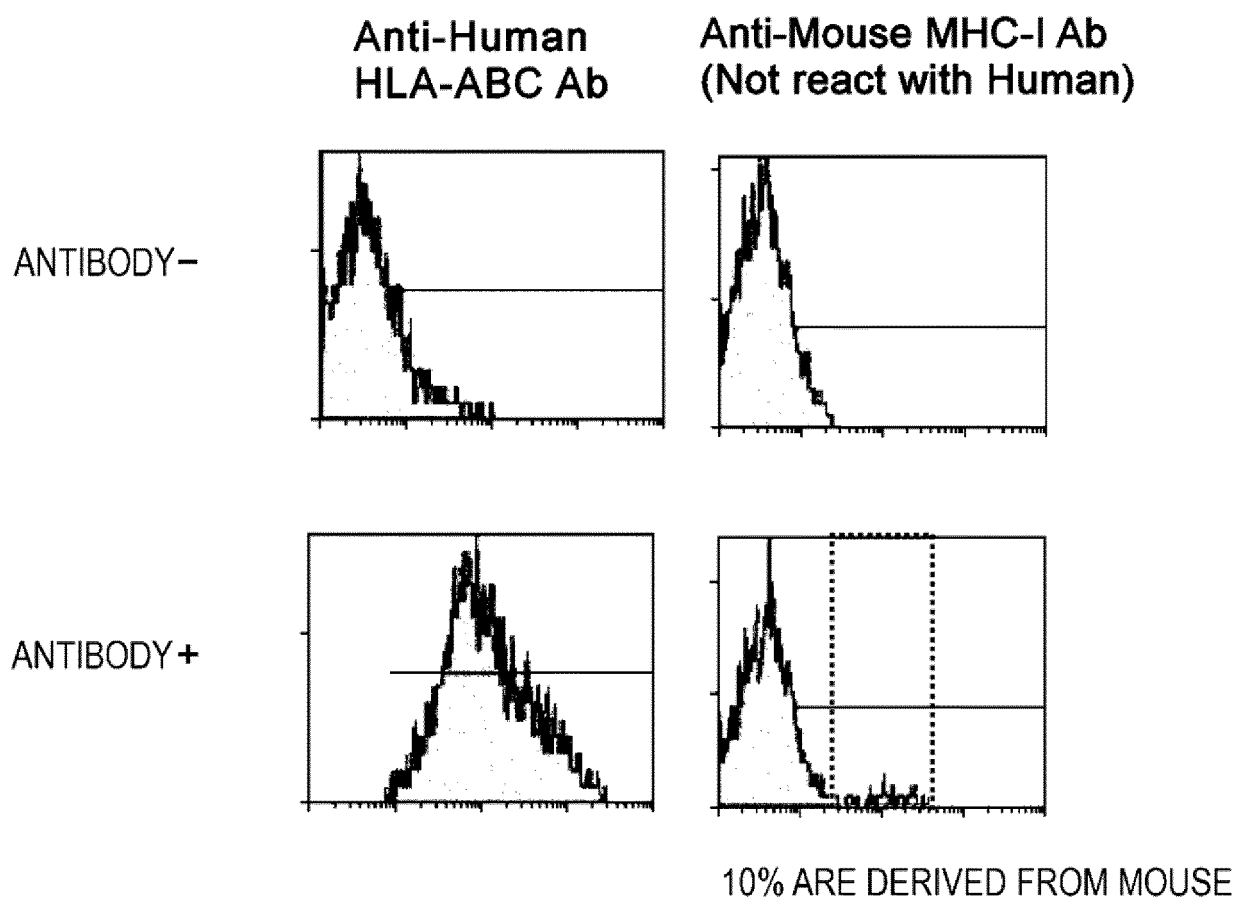 Anti-Human
HLA-ABC Ab
Anti-Mouse MHC-I Ab
(Not react with Human)
ANTIBODY−
ANTIBODY+
10% ARE DERIVED FROM MOUSE